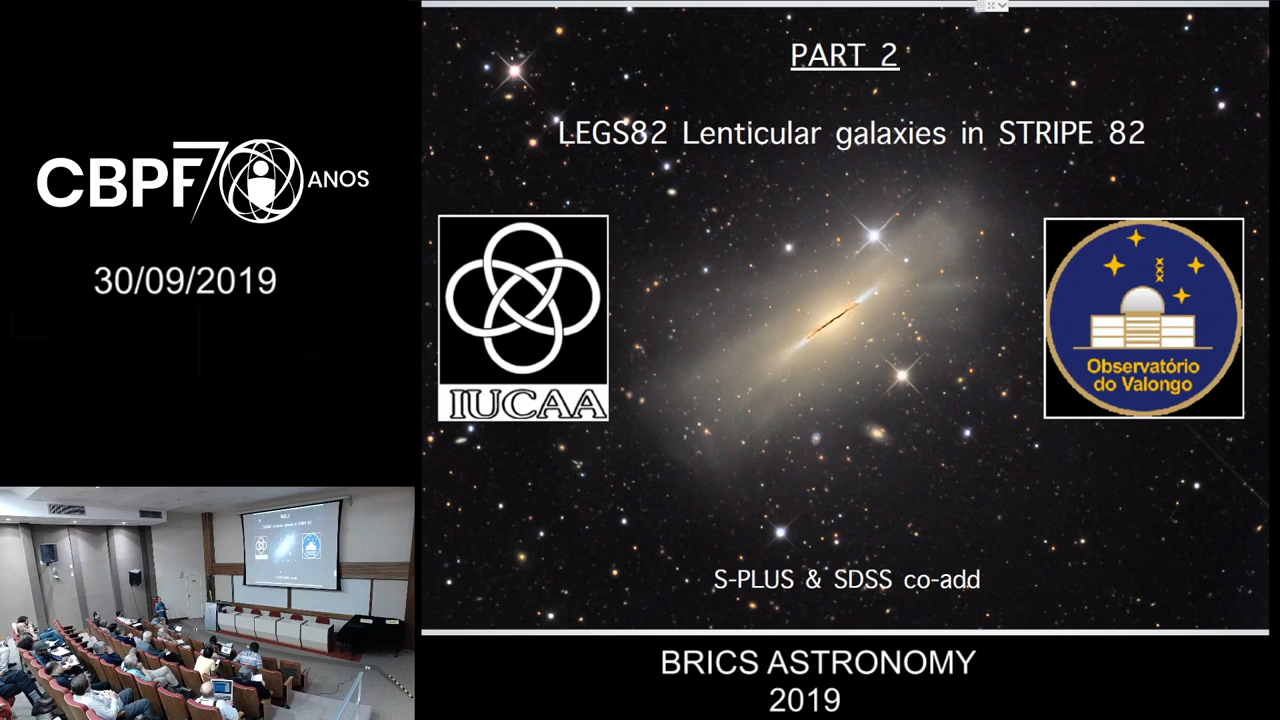 CBPF 70 ANOS
30/09/2019
PART 2
LEGS82 Lenticular galaxies in STRIPE 82
IUCAA
Observatório
do Valongo
S-PLUS & SDSS co-add
BRICS ASTRONOMY
2019